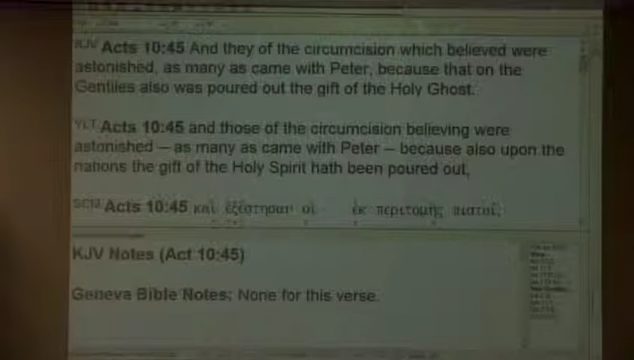 KJV Acts 10:45 And they of the circumcision which believed were
astonished, as many as came with Peter, because that on the
Gentiles also was poured out the gift of the Holy Ghost.
YLT Acts 10:45 and those of the circumcision believing were
astonished — as many as came with Peter — because also upon the
nations the gift of the Holy Spirit hath been poured out,
Acts 10:45 καὶ ἐξέστησαν οἱ ἐκ περιτομῆς πιστοὶ,
KJV Notes (Act 10:45)
Geneva Bible Notes: None for this verse.